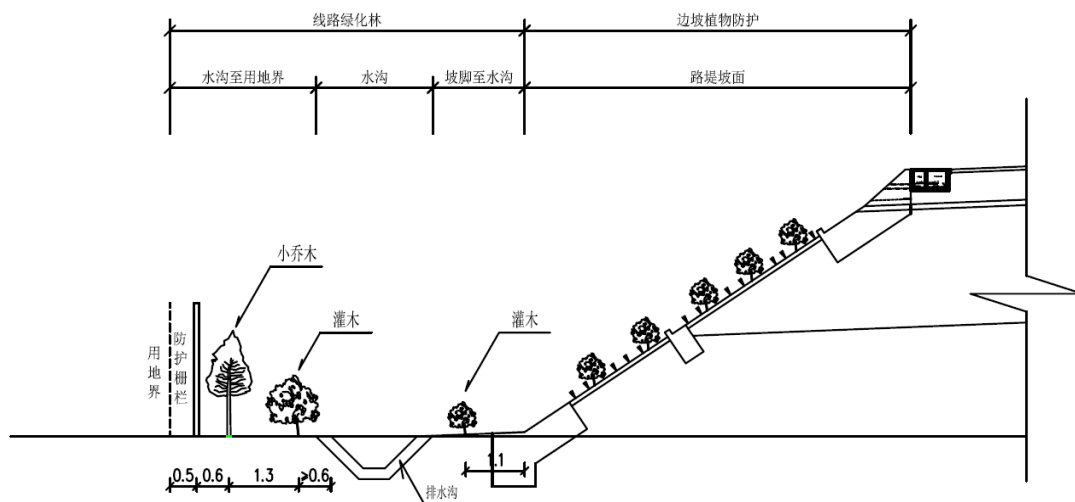 线路绿化林
边坡植物防护
水沟至用地界
水沟
坡脚至水沟
路堤坡面
小乔木
灌木
灌木
用地界
防护栅栏
0.5
0.6
1.3
>0.6
1.1
排水沟